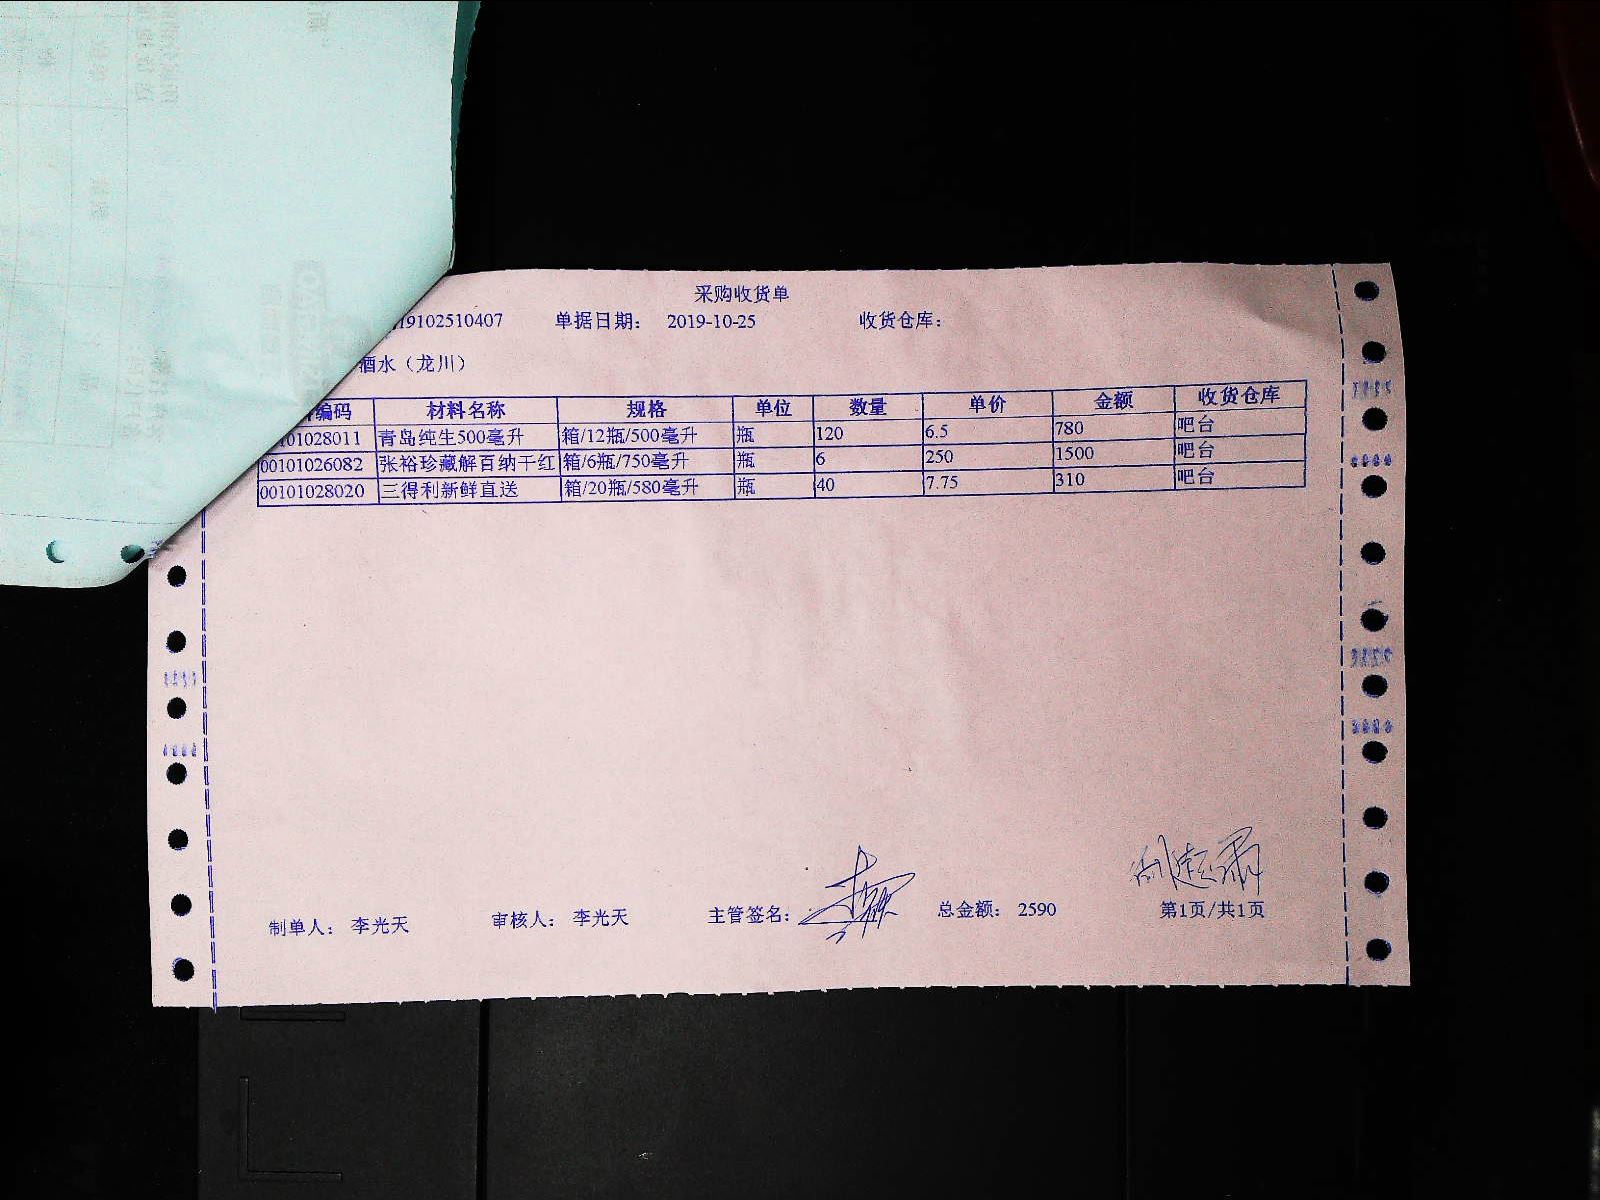 采购收货单
19102510407 单据日期： 2019-10-25 收货仓库：
酒水（龙川）
编码 材料名称 规格 单位 数量 单价 金额 收货仓库
101028011 青岛纯生500毫升 箱/12瓶/500毫升 瓶 120 6.5 780 吧台
00101026082 张裕珍藏解百纳干红 箱/6瓶/750毫升 瓶 6 250 1500 吧台
00101028020 三得利新鲜直送 箱/20瓶/580毫升 瓶 40 7.75 310 吧台
制单人： 李光天 审核人： 李光天 主管签名： 总金额： 2590 第1页/共1页